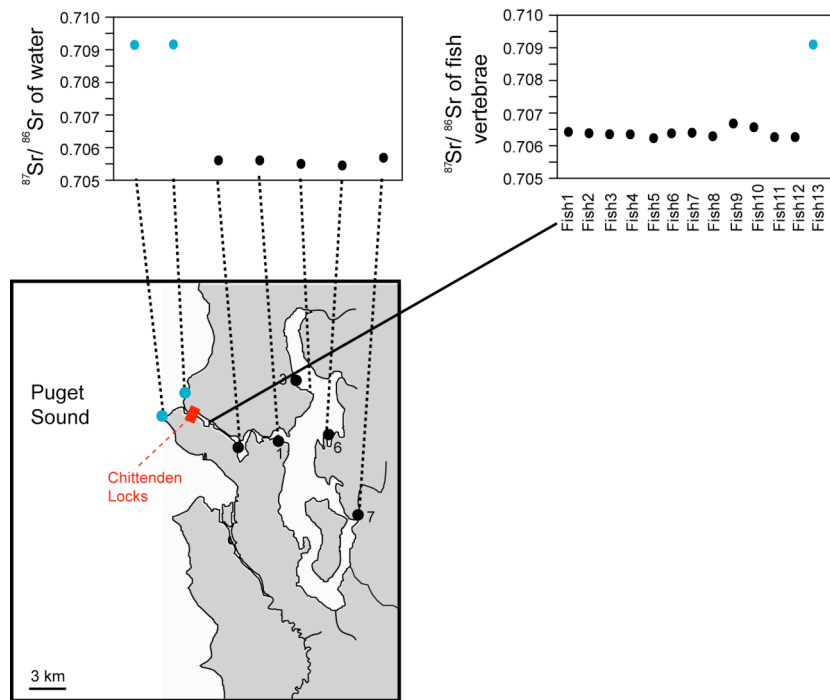 ⁸⁷Sr/ ⁸⁶Sr of water
0.710
0.709
0.708
0.707
0.706
0.705
⁸⁷Sr/ ⁸⁶Sr of fish
vertebrae
0.710
0.709
0.708
0.707
0.706
0.705
Fish1
Fish2
Fish3
Fish4
Fish5
Fish6
Fish7
Fish8
Fish9
Fish10
Fish11
Fish12
Fish13
Puget
Sound
Chittenden
Locks
3
1
6
7
3 km